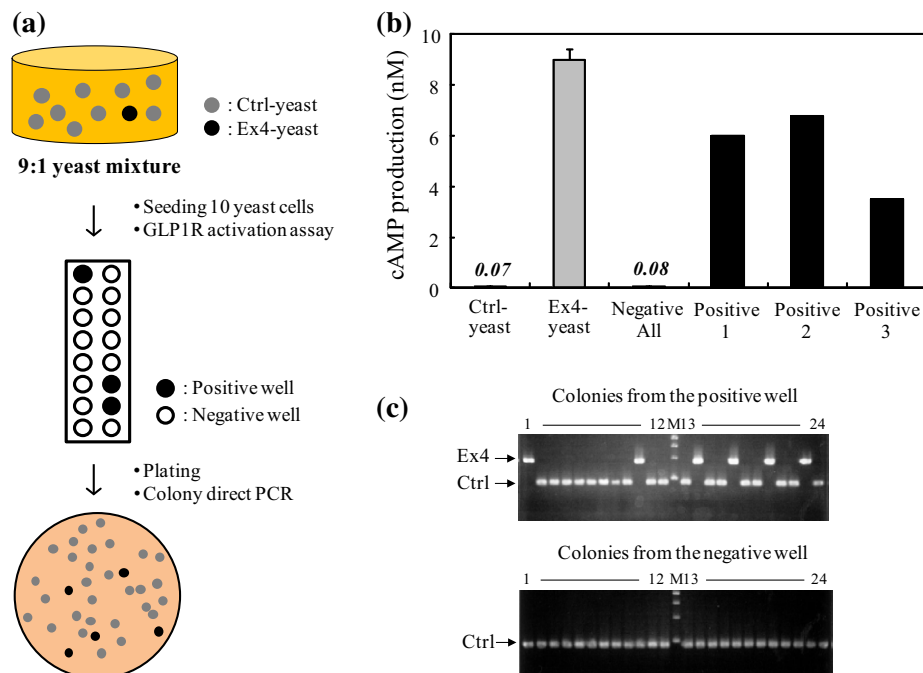 (a)
: Ctrl-yeast
: Ex4-yeast
9:1 yeast mixture
• Seeding 10 yeast cells
• GLP1R activation assay
: Positive well
: Negative well
• Plating
• Colony direct PCR
(b)
cAMP production (nM)
10
8
6
4
2
0
0.07
0.08
Ctrl-yeast
Ex4-yeast
Negative All
Positive 1
Positive 2
Positive 3
(c)
Colonies from the positive well
1 12 M13 24
Ex4
Ctrl
Colonies from the negative well
1 12 M13 24
Ctrl